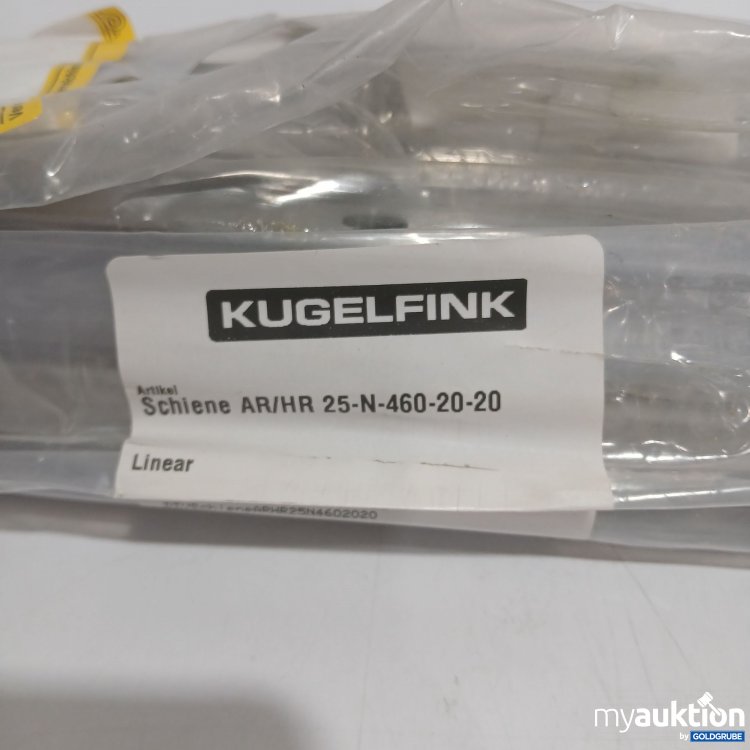 KUGELFINK
Artikel
Schiene AR/HR 25-N-460-20-20
Linear
myauktion
by GOLDGRUBE